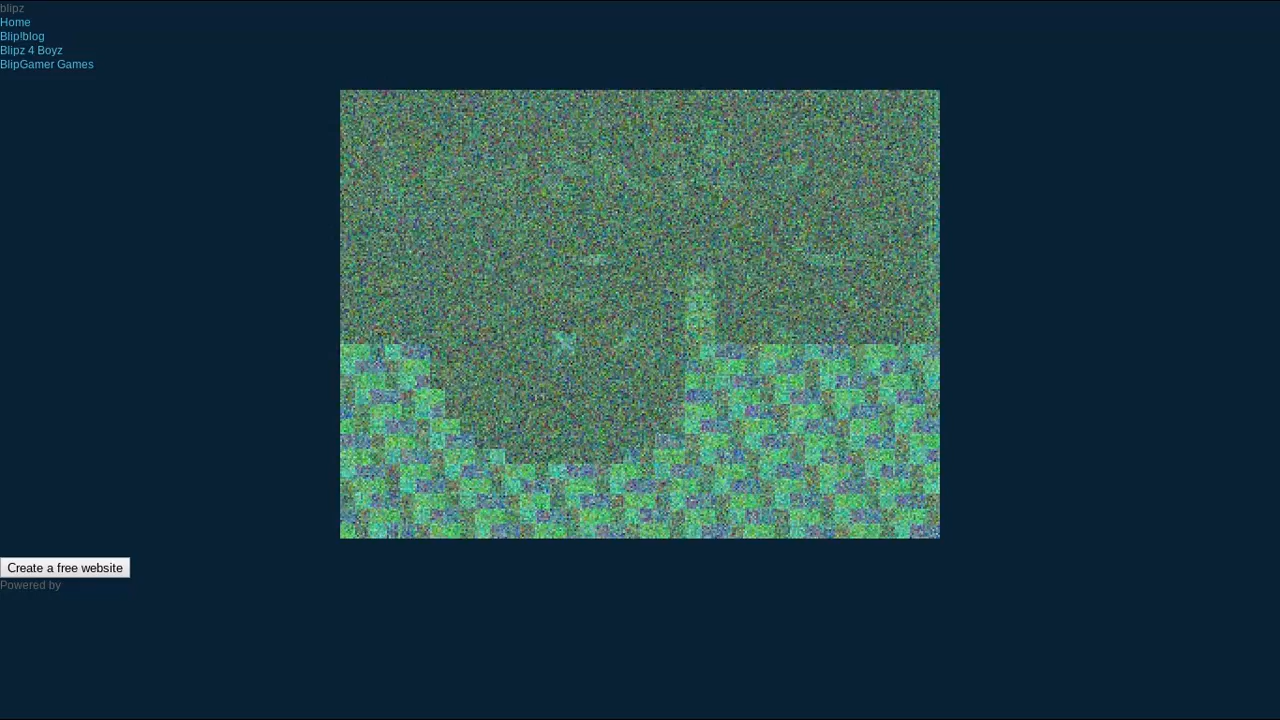 blipz
Home
Blip!blog
Blipz 4 Boyz
BlipGamer Games
Create a free website
Powered by